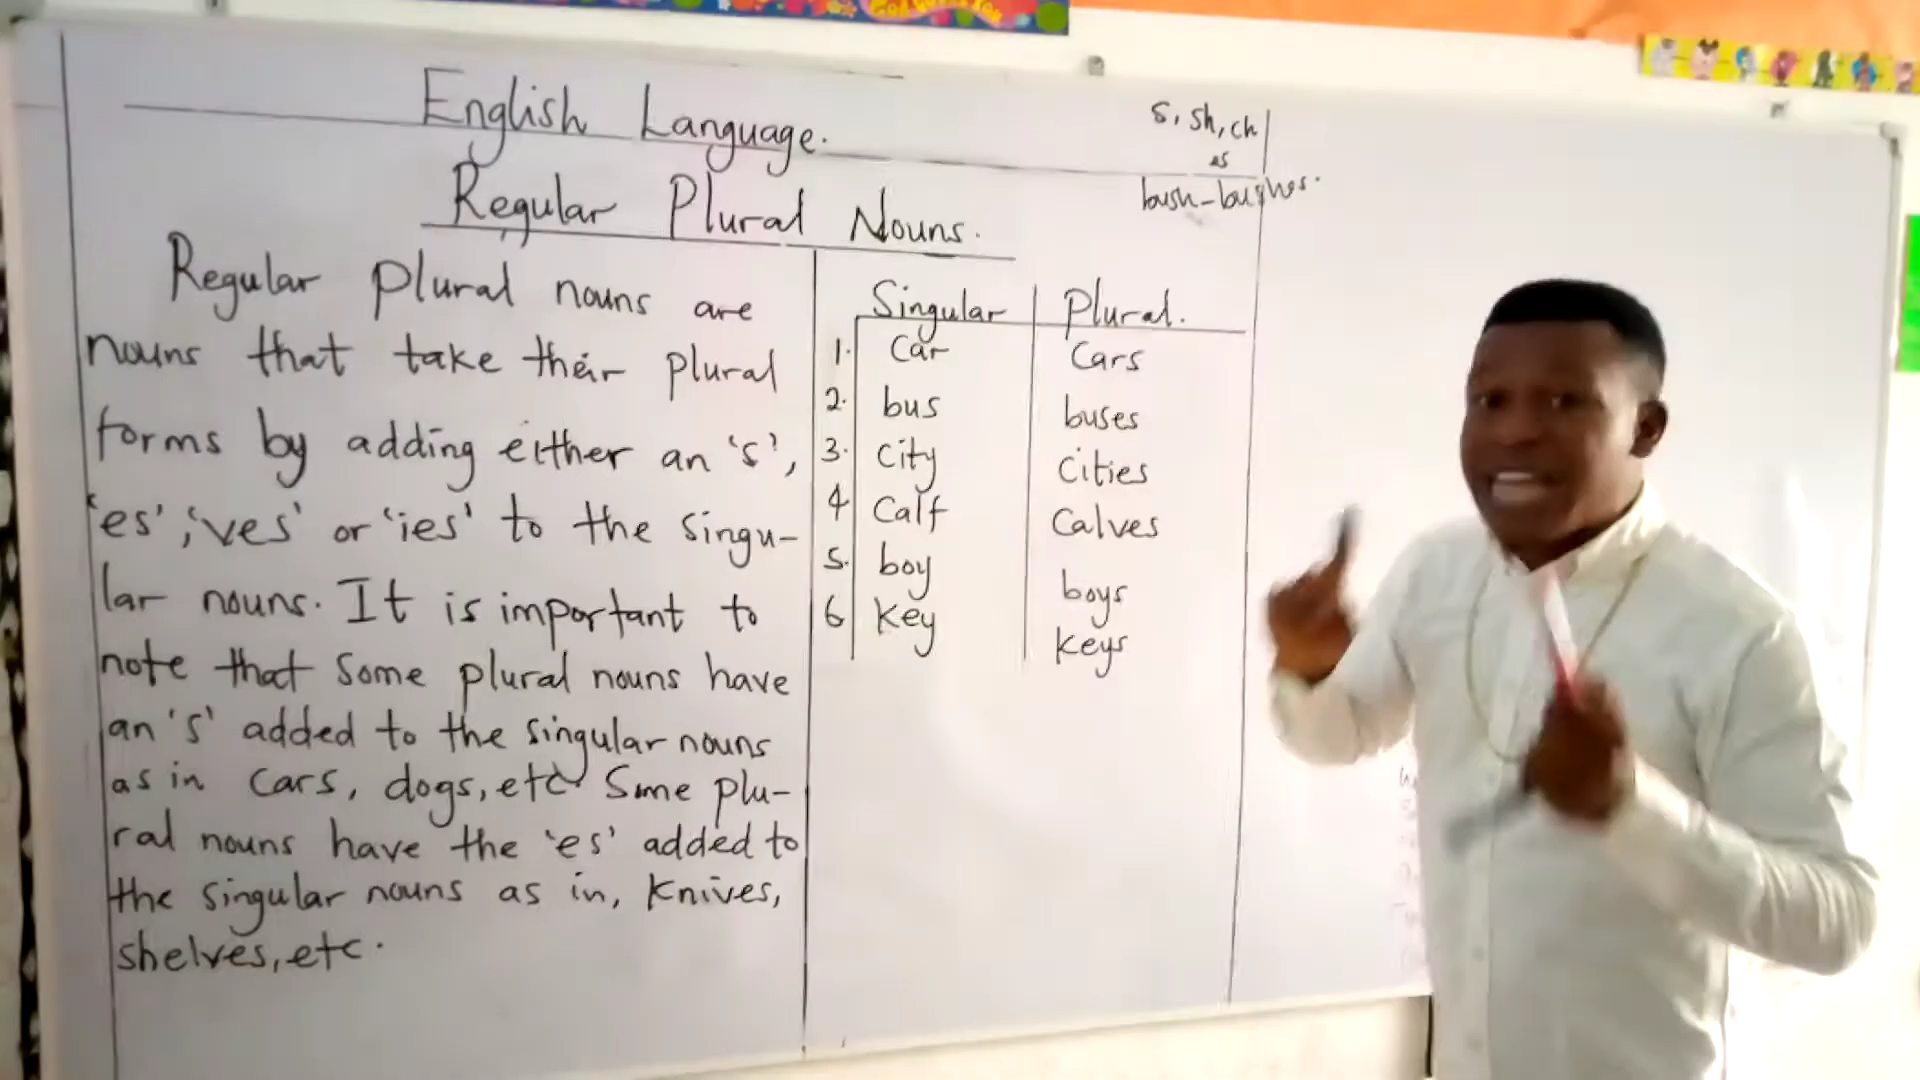 God
English Language.
s, sh, ch
es
bush-bushes.
Regular Plural Nouns.
Regular plural nouns are
nouns that take their plural
forms by adding either an 's',
'es', 'ves' or 'ies' to the singu-
lar nouns. It is important to
note that some plural nouns have
an 's' added to the singular nouns
as in cars, dogs, etc. Some plu-
ral nouns have the 'es' added to
the singular nouns as in, knives,
shelves, etc.
Singular Plural.
1. Car Cars
2. bus buses
3. City Cities
4 Calf Calves
5. boy boys
6 Key keys